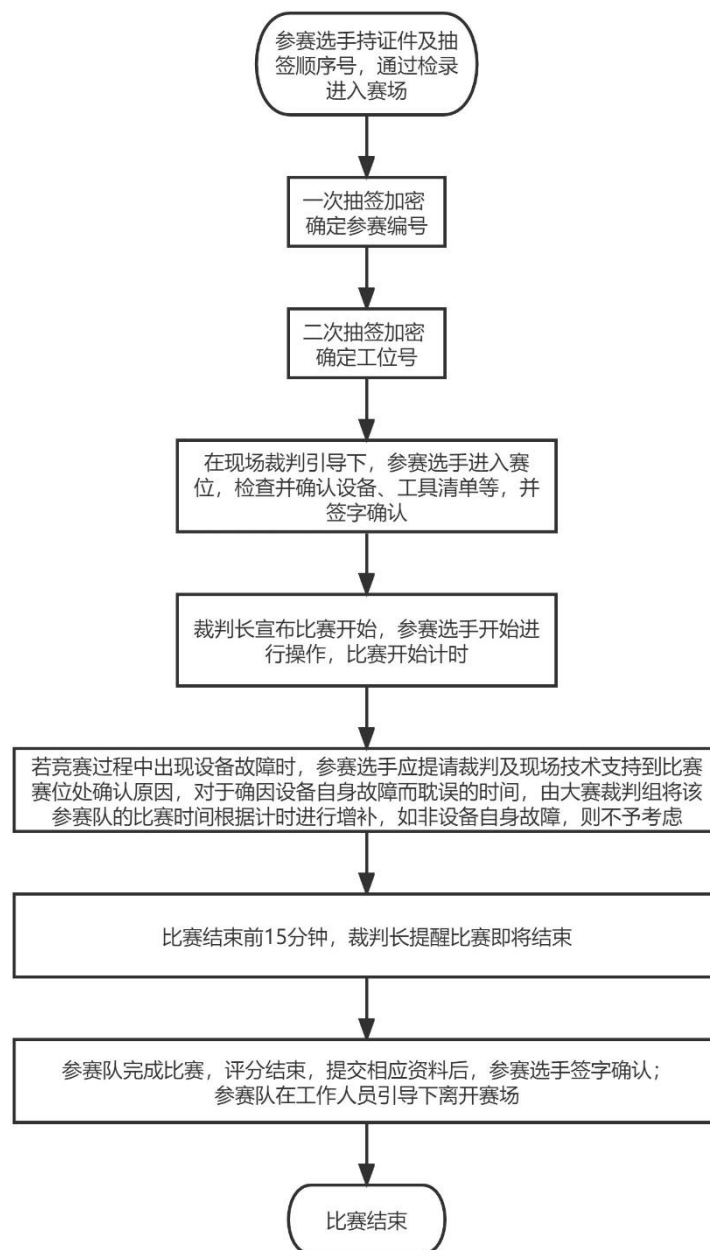 参赛选手持证件及抽
签顺序号，通过检录
进入赛场
一次抽签加密
确定参赛编号
二次抽签加密
确定工位号
在现场裁判引导下，参赛选手进入赛
位，检查并确认设备、工具清单等，并
签字确认
裁判长宣布比赛开始，参赛选手开始进
行操作，比赛开始计时
若竞赛过程中出现设备故障时，参赛选手应提请裁判及现场技术支持到比赛
赛位处确认原因，对于确因设备自身故障而耽误的时间，由大赛裁判组将该
参赛队的比赛时间根据计时进行增补，如非设备自身故障，则不予考虑
比赛结束前15分钟，裁判长提醒比赛即将结束
参赛队完成比赛，评分结束，提交相应资料后，参赛选手签字确认；
参赛队在工作人员引导下离开赛场
比赛结束